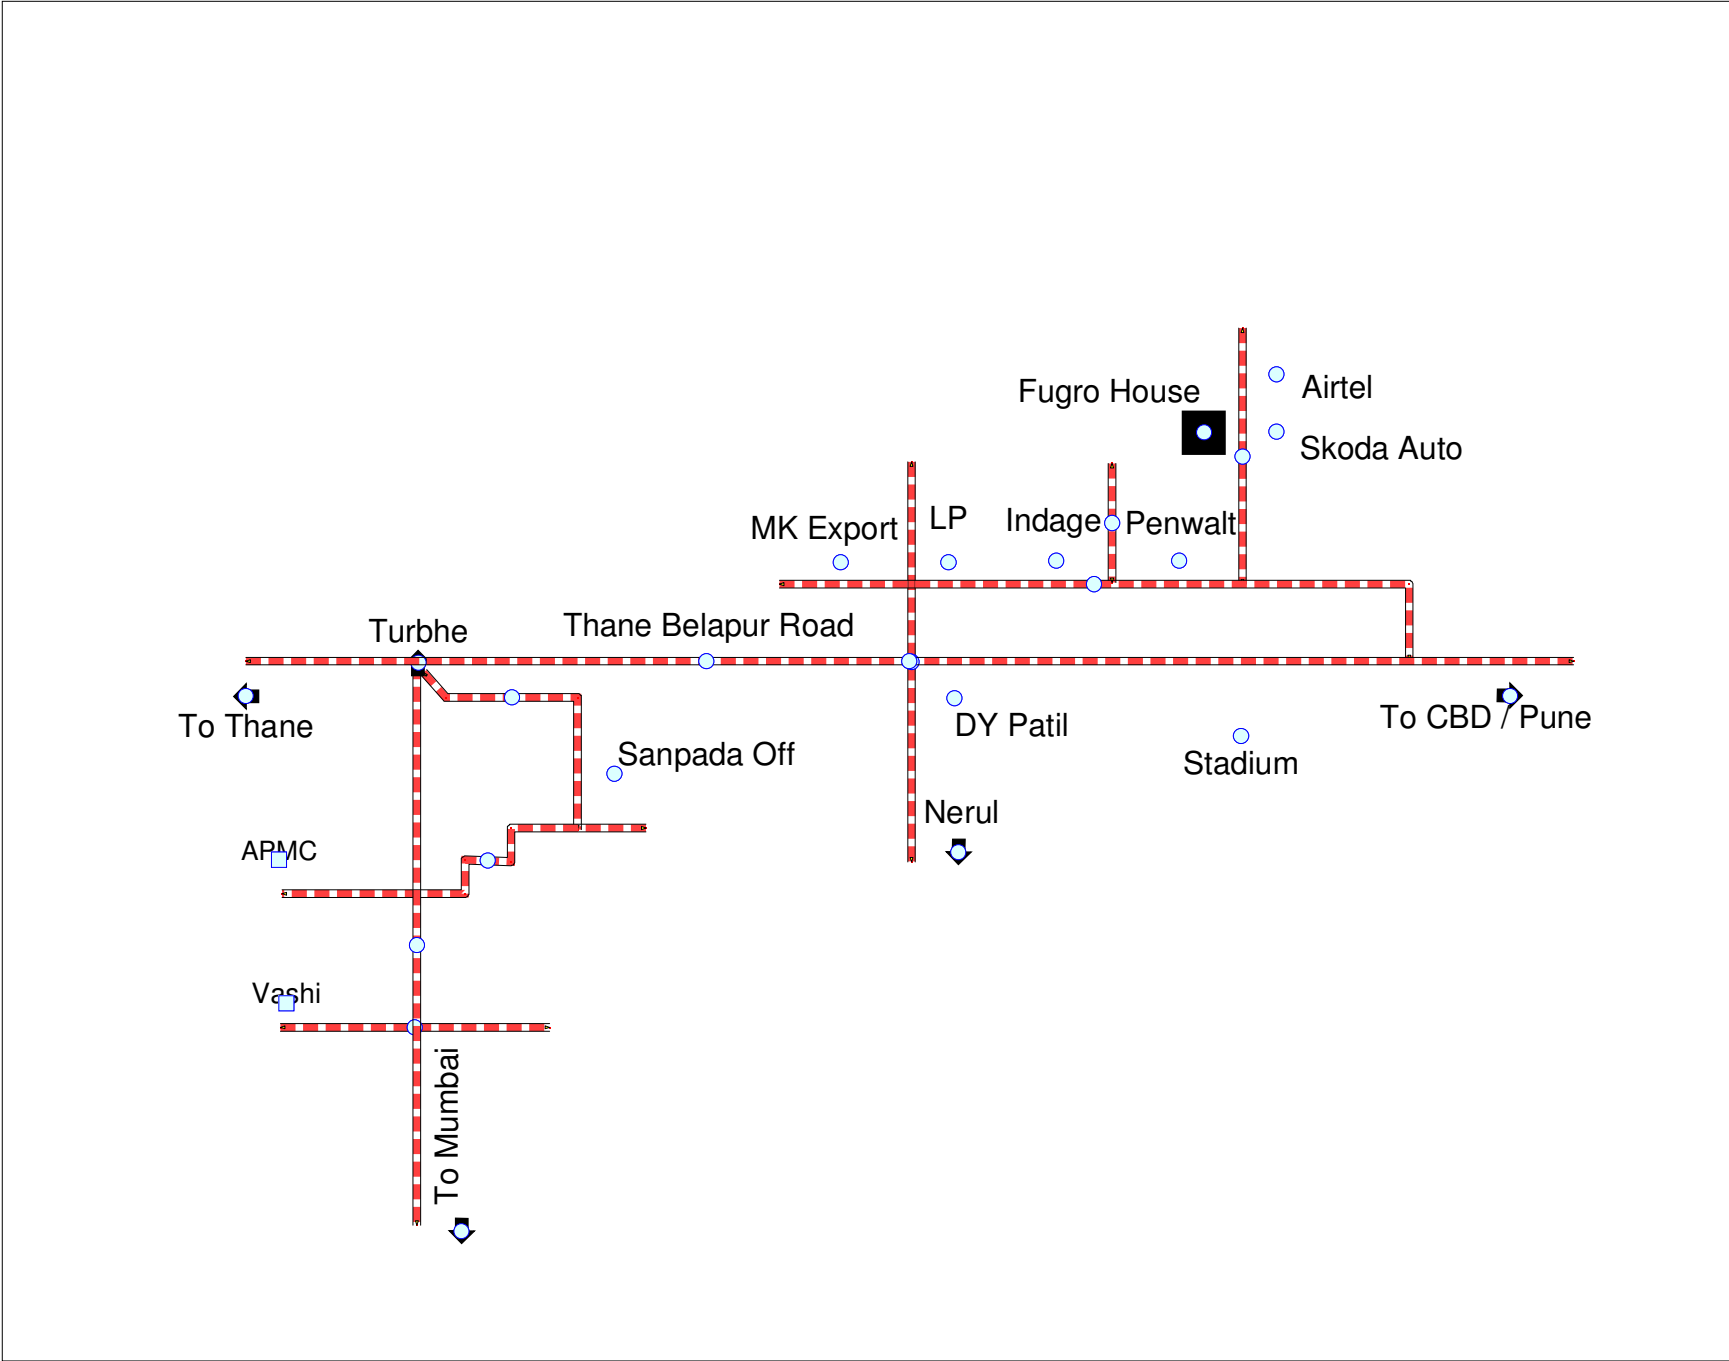 Fugro House
Airtel
Skoda Auto
MK Export
LP
Indage
Penwalt
Turbhe
Thane Belapur Road
To Thane
DY Patil
To CBD / Pune
Sanpada Off
Stadium
Nerul
APMC
Vashi
To Mumbai